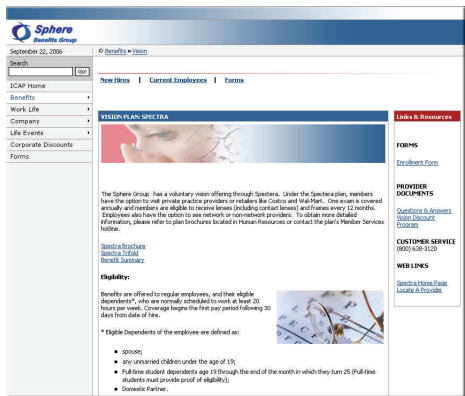 Sphere
Benefits Group
September 22, 2006
Benefits » Vision
Search
Go!
ICAP Home
Benefits
Work Life
Company
Life Events
Corporate Discounts
Forms
New Hires | Current Employees | Forms
VISION PLAN: SPECTRA
The Sphere Group has a voluntary vision offering through Spectera. Under the Spectera plan, members
have the option to visit private practice providers or retailers like Costco and Wal-Mart. One exam is covered
annually and members are eligible to receive lenses (including contact lenses) and frames every 12 months.
Employees also have the option to see network or non-network providers. To obtain more detailed
information, please refer to plan brochures located in Human Resources or contact the plan's Member Services
hotline.
Spectra Brochure
Spectra Trifold
Benefit Summary
Eligibility:
Benefits are offered to regular employees, and their eligible
dependents*, who are normally scheduled to work at least 20
hours per week. Coverage begins the first pay period following 30
days from date of hire.
* Eligible Dependents of the employee are defined as:
■ spouse;
■ any unmarried children under the age of 19;
■ Full-time student dependents age 19 through the end of the month in which they turn 25 (Full-time
students must provide proof of eligibility);
■ Domestic Partner.
Links & Resources
FORMS
Enrollment Form
PROVIDER
DOCUMENTS
Questions & Answers
Vision Discount
Program
CUSTOMER SERVICE
(800) 638-3120
WEB LINKS
Spectra Home Page
Locate A Provider